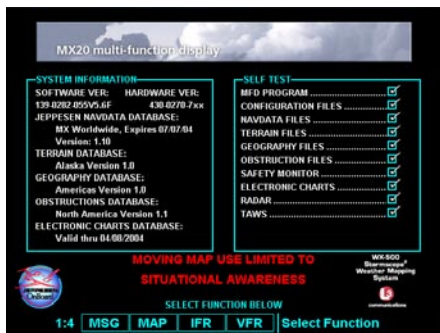 MX20 multi-function display
SYSTEM INFORMATION
SOFTWARE VER: HARDWARE VER:
139-0282-055V5.6F 430-0270-7xx
JEPPESEN NAVDATA DATABASE:
MX Worldwide, Expires 07/07/04
Version: 1.10
TERRAIN DATABASE:
Alaska Version 1.0
GEOGRAPHY DATABASE:
Americas Version 1.0
OBSTRUCTIONS DATABASE:
North America Version 1.1
ELECTRONIC CHARTS DATABASE:
Valid thru 04/08/2004
SELF TEST
MFD PROGRAM
CONFIGURATION FILES
NAVDATA FILES
TERRAIN FILES
GEOGRAPHY FILES
OBSTRUCTION FILES
SAFETY MONITOR
ELECTRONIC CHARTS
RADAR
TAWS
MOVING MAP USE LIMITED TO
SITUATIONAL AWARENESS
WX-500
Stormscope®
Weather Mapping
System
communications
SELECT FUNCTION BELOW
1:4 MSG MAP IFR VFR Select Function